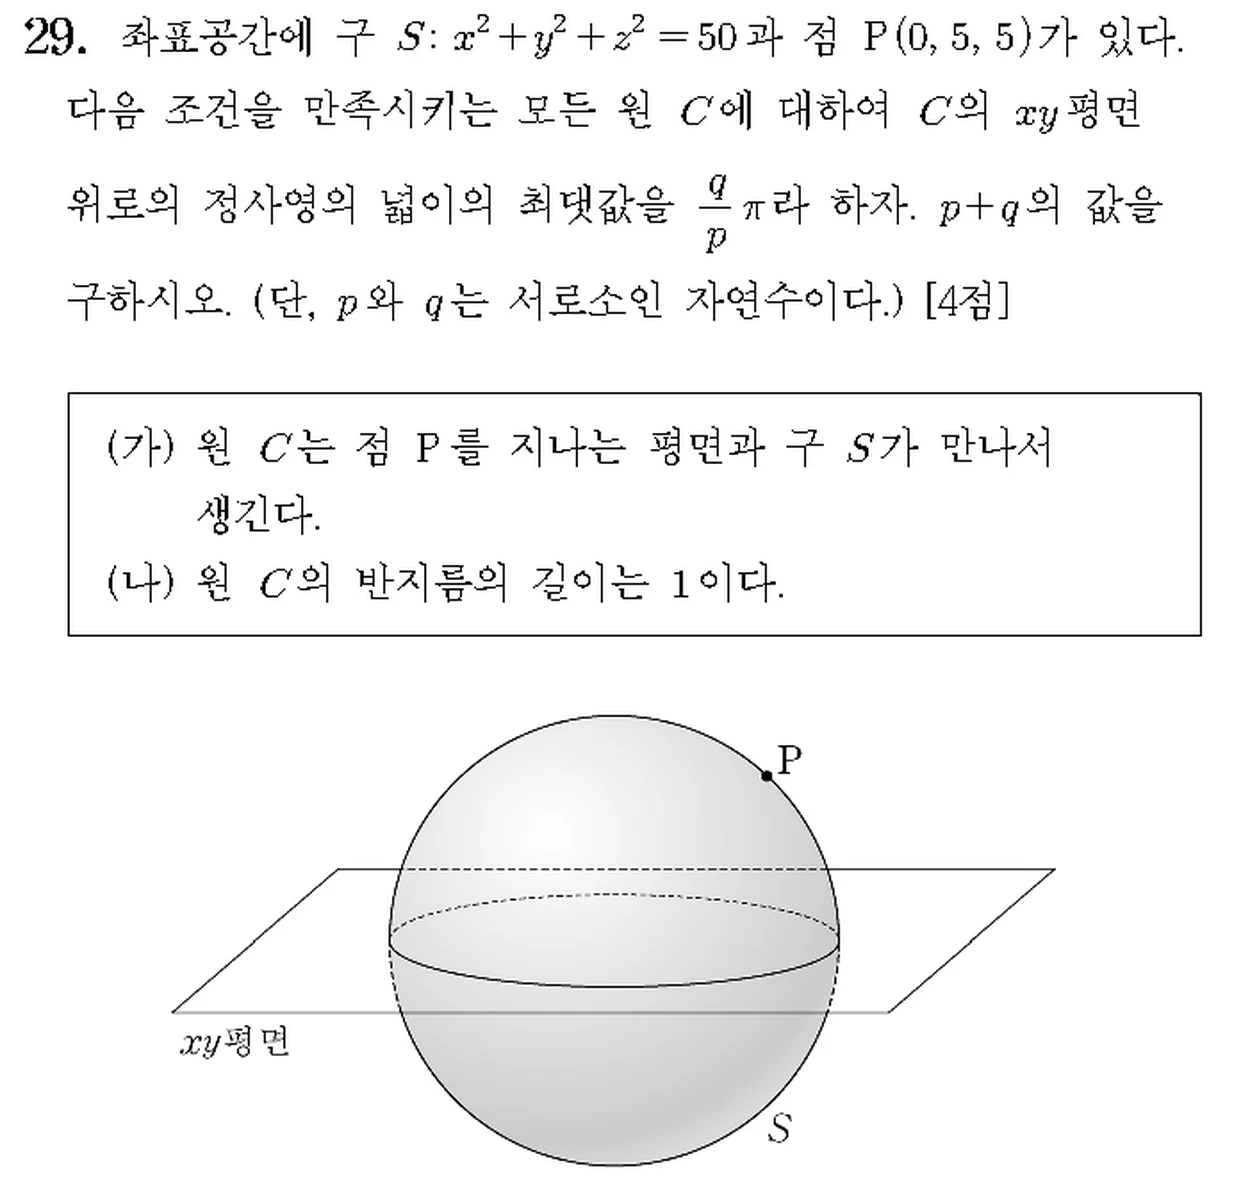 29. 좌표공간에 구 S: x²+y²+z²=50과 점 P(0, 5, 5)가 있다.
다음 조건을 만족시키는 모든 원 C에 대하여 C의 xy평면
위로의 정사영의 넓이의 최댓값을 q/p π라 하자. p+q의 값을
구하시오. (단, p와 q는 서로소인 자연수이다.) [4점]
(가) 원 C는 점 P를 지나는 평면과 구 S가 만나서
생긴다.
(나) 원 C의 반지름의 길이는 1이다.
P
xy평면
S